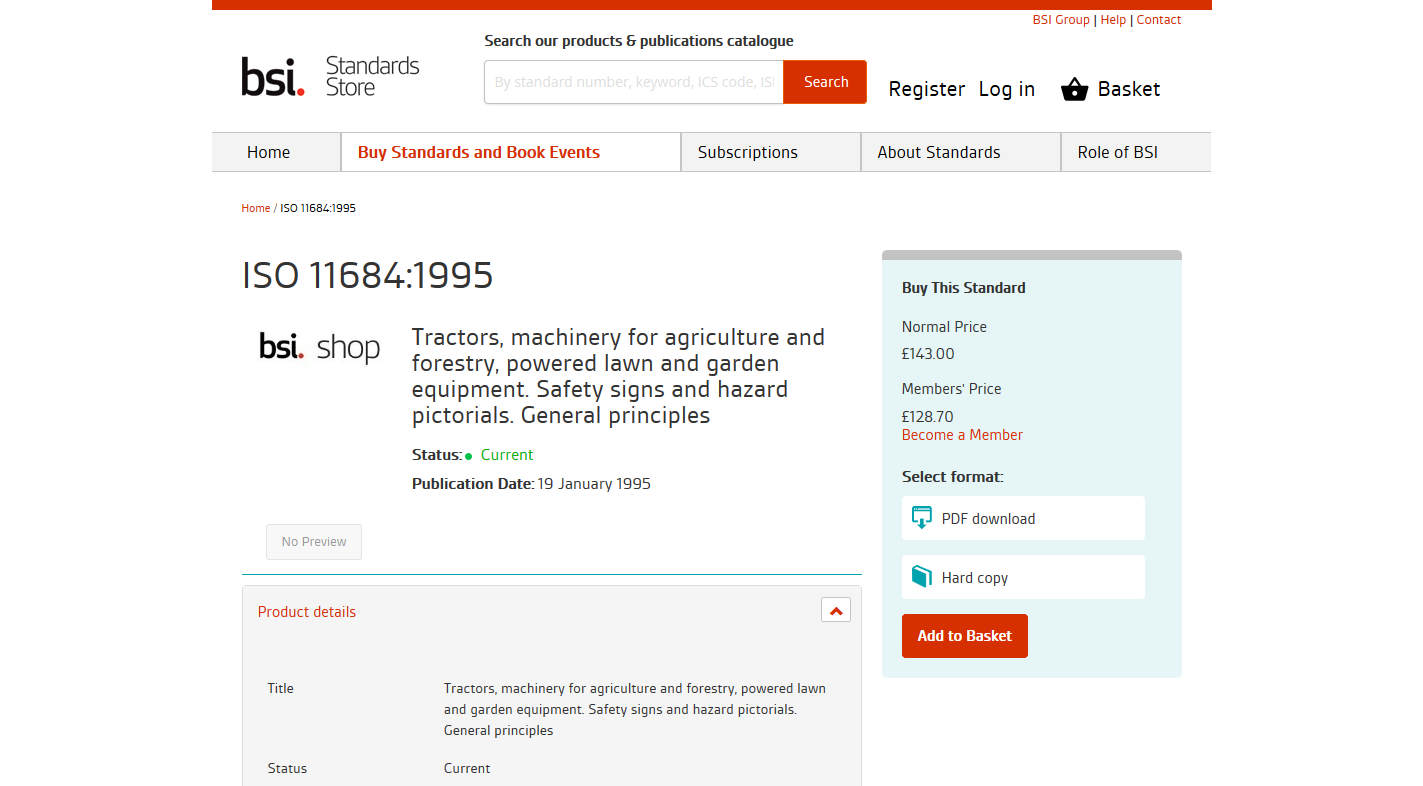 BSI Group | Help | Contact
Search our products & publications catalogue
bsi. Standards Store
By standard number, keyword, ICS code, ISI
Search
Register Log in Basket
Home
Buy Standards and Book Events
Subscriptions
About Standards
Role of BSI
Home / ISO 11684:1995
ISO 11684:1995
bsi. shop
Tractors, machinery for agriculture and
forestry, powered lawn and garden
equipment. Safety signs and hazard
pictorials. General principles
Status: Current
Publication Date: 19 January 1995
No Preview
Product details
Title
Tractors, machinery for agriculture and forestry, powered lawn
and garden equipment. Safety signs and hazard pictorials.
General principles
Status
Current
Buy This Standard
Normal Price
£143.00
Members' Price
£128.70
Become a Member
Select format:
PDF download
Hard copy
Add to Basket